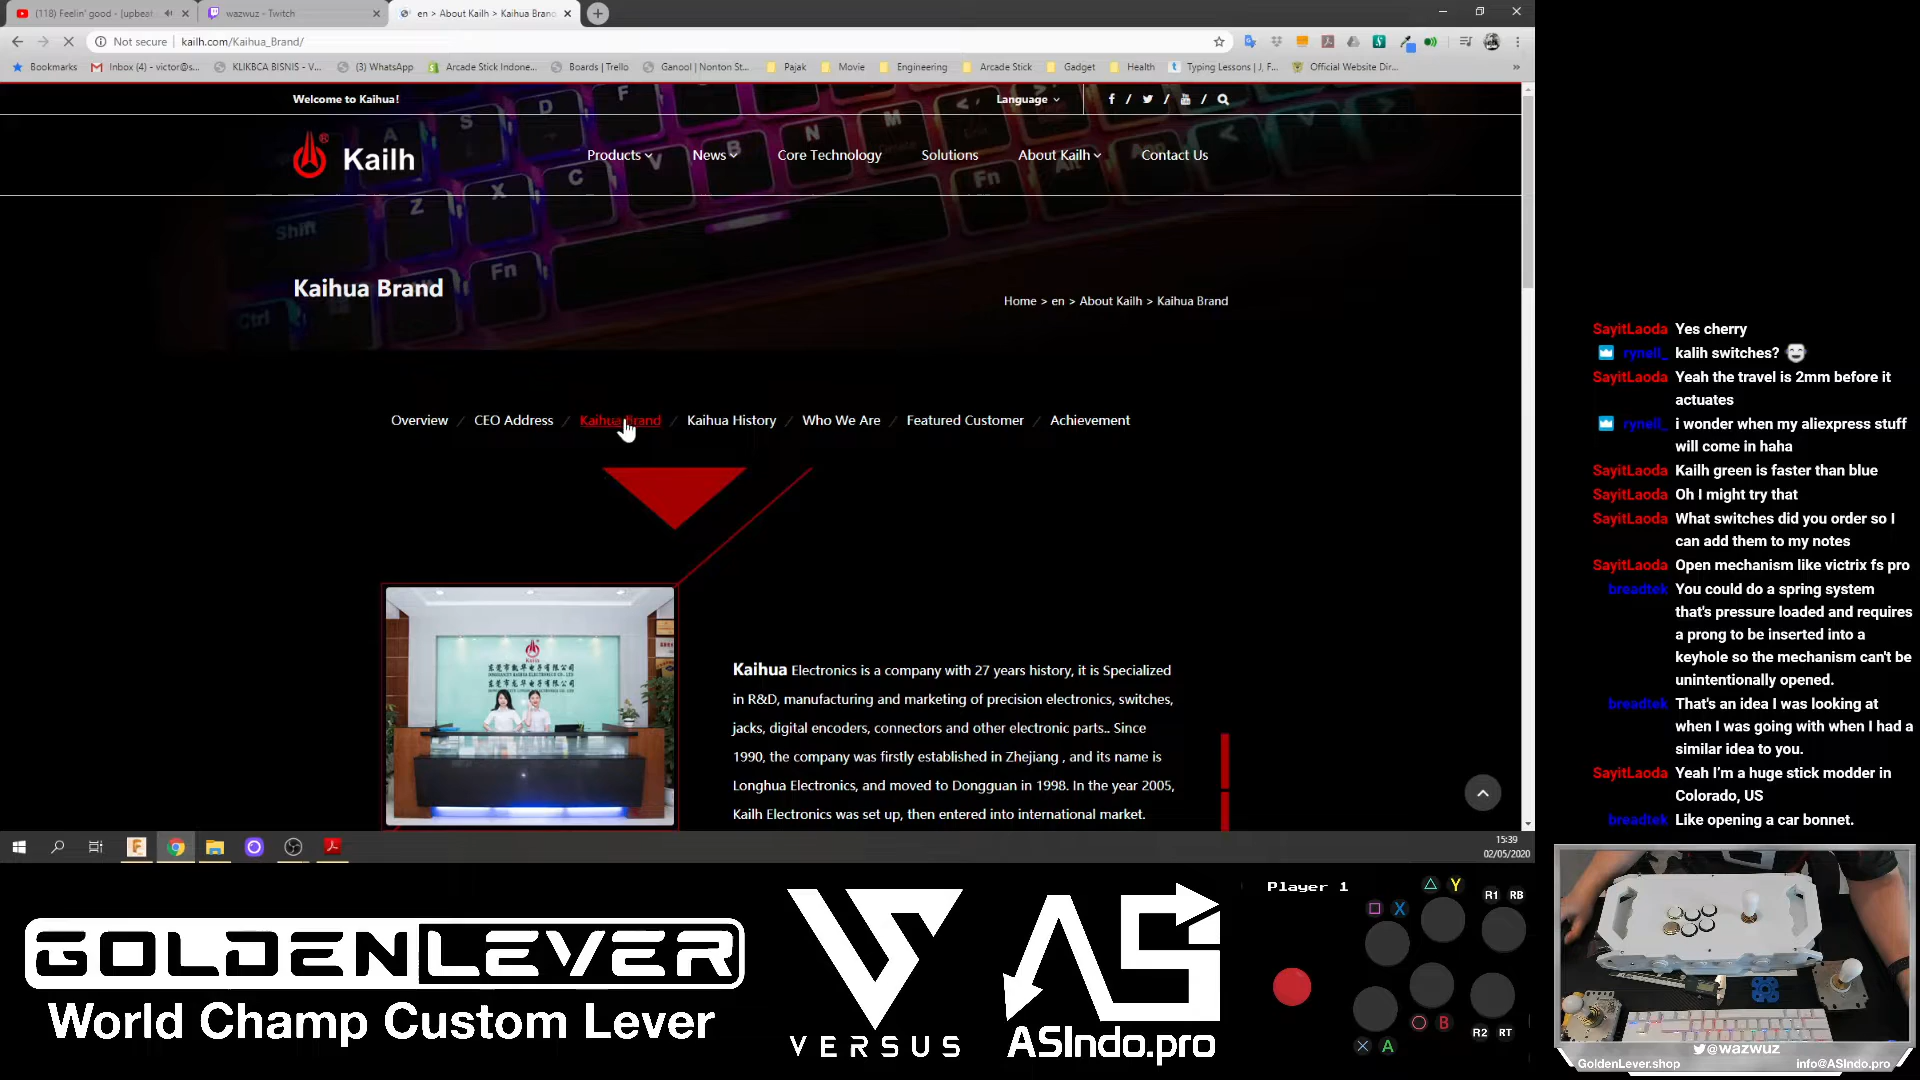 (118) Feelin' good - (upbeat
wazwuz - Twitch
en > About Kailh > Kaihua Brand
Not secure | kailh.com/Kaihua_Brand/
Bookmarks
Inbox (4) - victor@s...
KLIKBCA BISNIS - V...
(3) WhatsApp
Arcade Stick Indone...
Boards | Trello
Ganool | Nonton St...
Pajak
Movie
Engineering
Arcade Stick
Gadget
Health
Typing Lessons | J, F...
Official Website Dir...
Welcome to Kaihua!
Language
Kailh
Products
News
Core Technology
Solutions
About Kailh
Contact Us
Kaihua Brand
Home > en > About Kailh > Kaihua Brand
Overview / CEO Address / Kaihua Brand / Kaihua History / Who We Are / Featured Customer / Achievement
Kaihua Electronics is a company with 27 years history, it is Specialized
in R&D, manufacturing and marketing of precision electronics, switches,
jacks, digital encoders, connectors and other electronic parts.. Since
1990, the company was firstly established in Zhejiang , and its name is
Longhua Electronics, and moved to Dongguan in 1998. In the year 2005,
Kailh Electronics was set up, then entered into international market.
15:39
02/05/2020
SayitLaoda Yes cherry
rynell_ kalih switches?
SayitLaoda Yeah the travel is 2mm before it
actuates
rynell_ i wonder when my aliexpress stuff
will come in haha
SayitLaoda Kailh green is faster than blue
SayitLaoda Oh I might try that
SayitLaoda What switches did you order so I
can add them to my notes
SayitLaoda Open mechanism like victrix fs pro
breadtek You could do a spring system
that's pressure loaded and requires
a prong to be inserted into a
keyhole so the mechanism can't be
unintentionally opened.
breadtek That's an idea I was looking at
when I was going with when I had a
similar idea to you.
SayitLaoda Yeah I'm a huge stick modder in
Colorado, US
breadtek Like opening a car bonnet.
GOLDENLEVER
World Champ Custom Lever
VERSUS
AS
ASIndo.pro
Player 1
Y
R1 RB
X
B
R2 RT
A
@wazwuz
GoldenLever.shop
info@ASIndo.pro